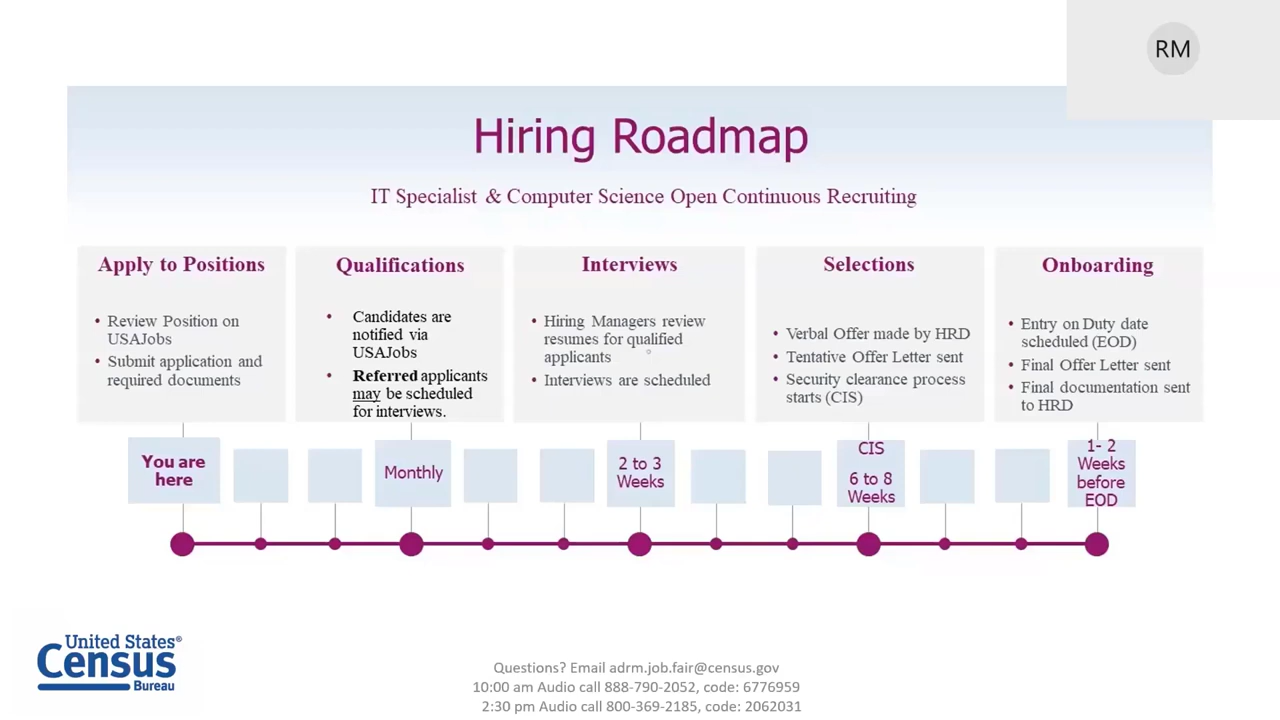 RM
Hiring Roadmap
IT Specialist & Computer Science Open Continuous Recruiting
Apply to Positions
• Review Position on
USAJobs
• Submit application and
required documents
Qualifications
• Candidates are
notified via
USAJobs
• Referred applicants
may be scheduled
for interviews.
Interviews
• Hiring Managers review
resumes for qualified
applicants
• Interviews are scheduled
Selections
• Verbal Offer made by HRD
• Tentative Offer Letter sent
• Security clearance process
starts (CIS)
Onboarding
• Entry on Duty date
scheduled (EOD)
• Final Offer Letter sent
• Final documentation sent
to HRD
You are
here
Monthly
2 to 3
Weeks
CIS
6 to 8
Weeks
1- 2
Weeks
before
EOD
United States®
Census
Bureau
Questions? Email adrm.job.fair@census.gov
10:00 am Audio call 888-790-2052, code: 6776959
2:30 pm Audio call 800-369-2185, code: 2062031